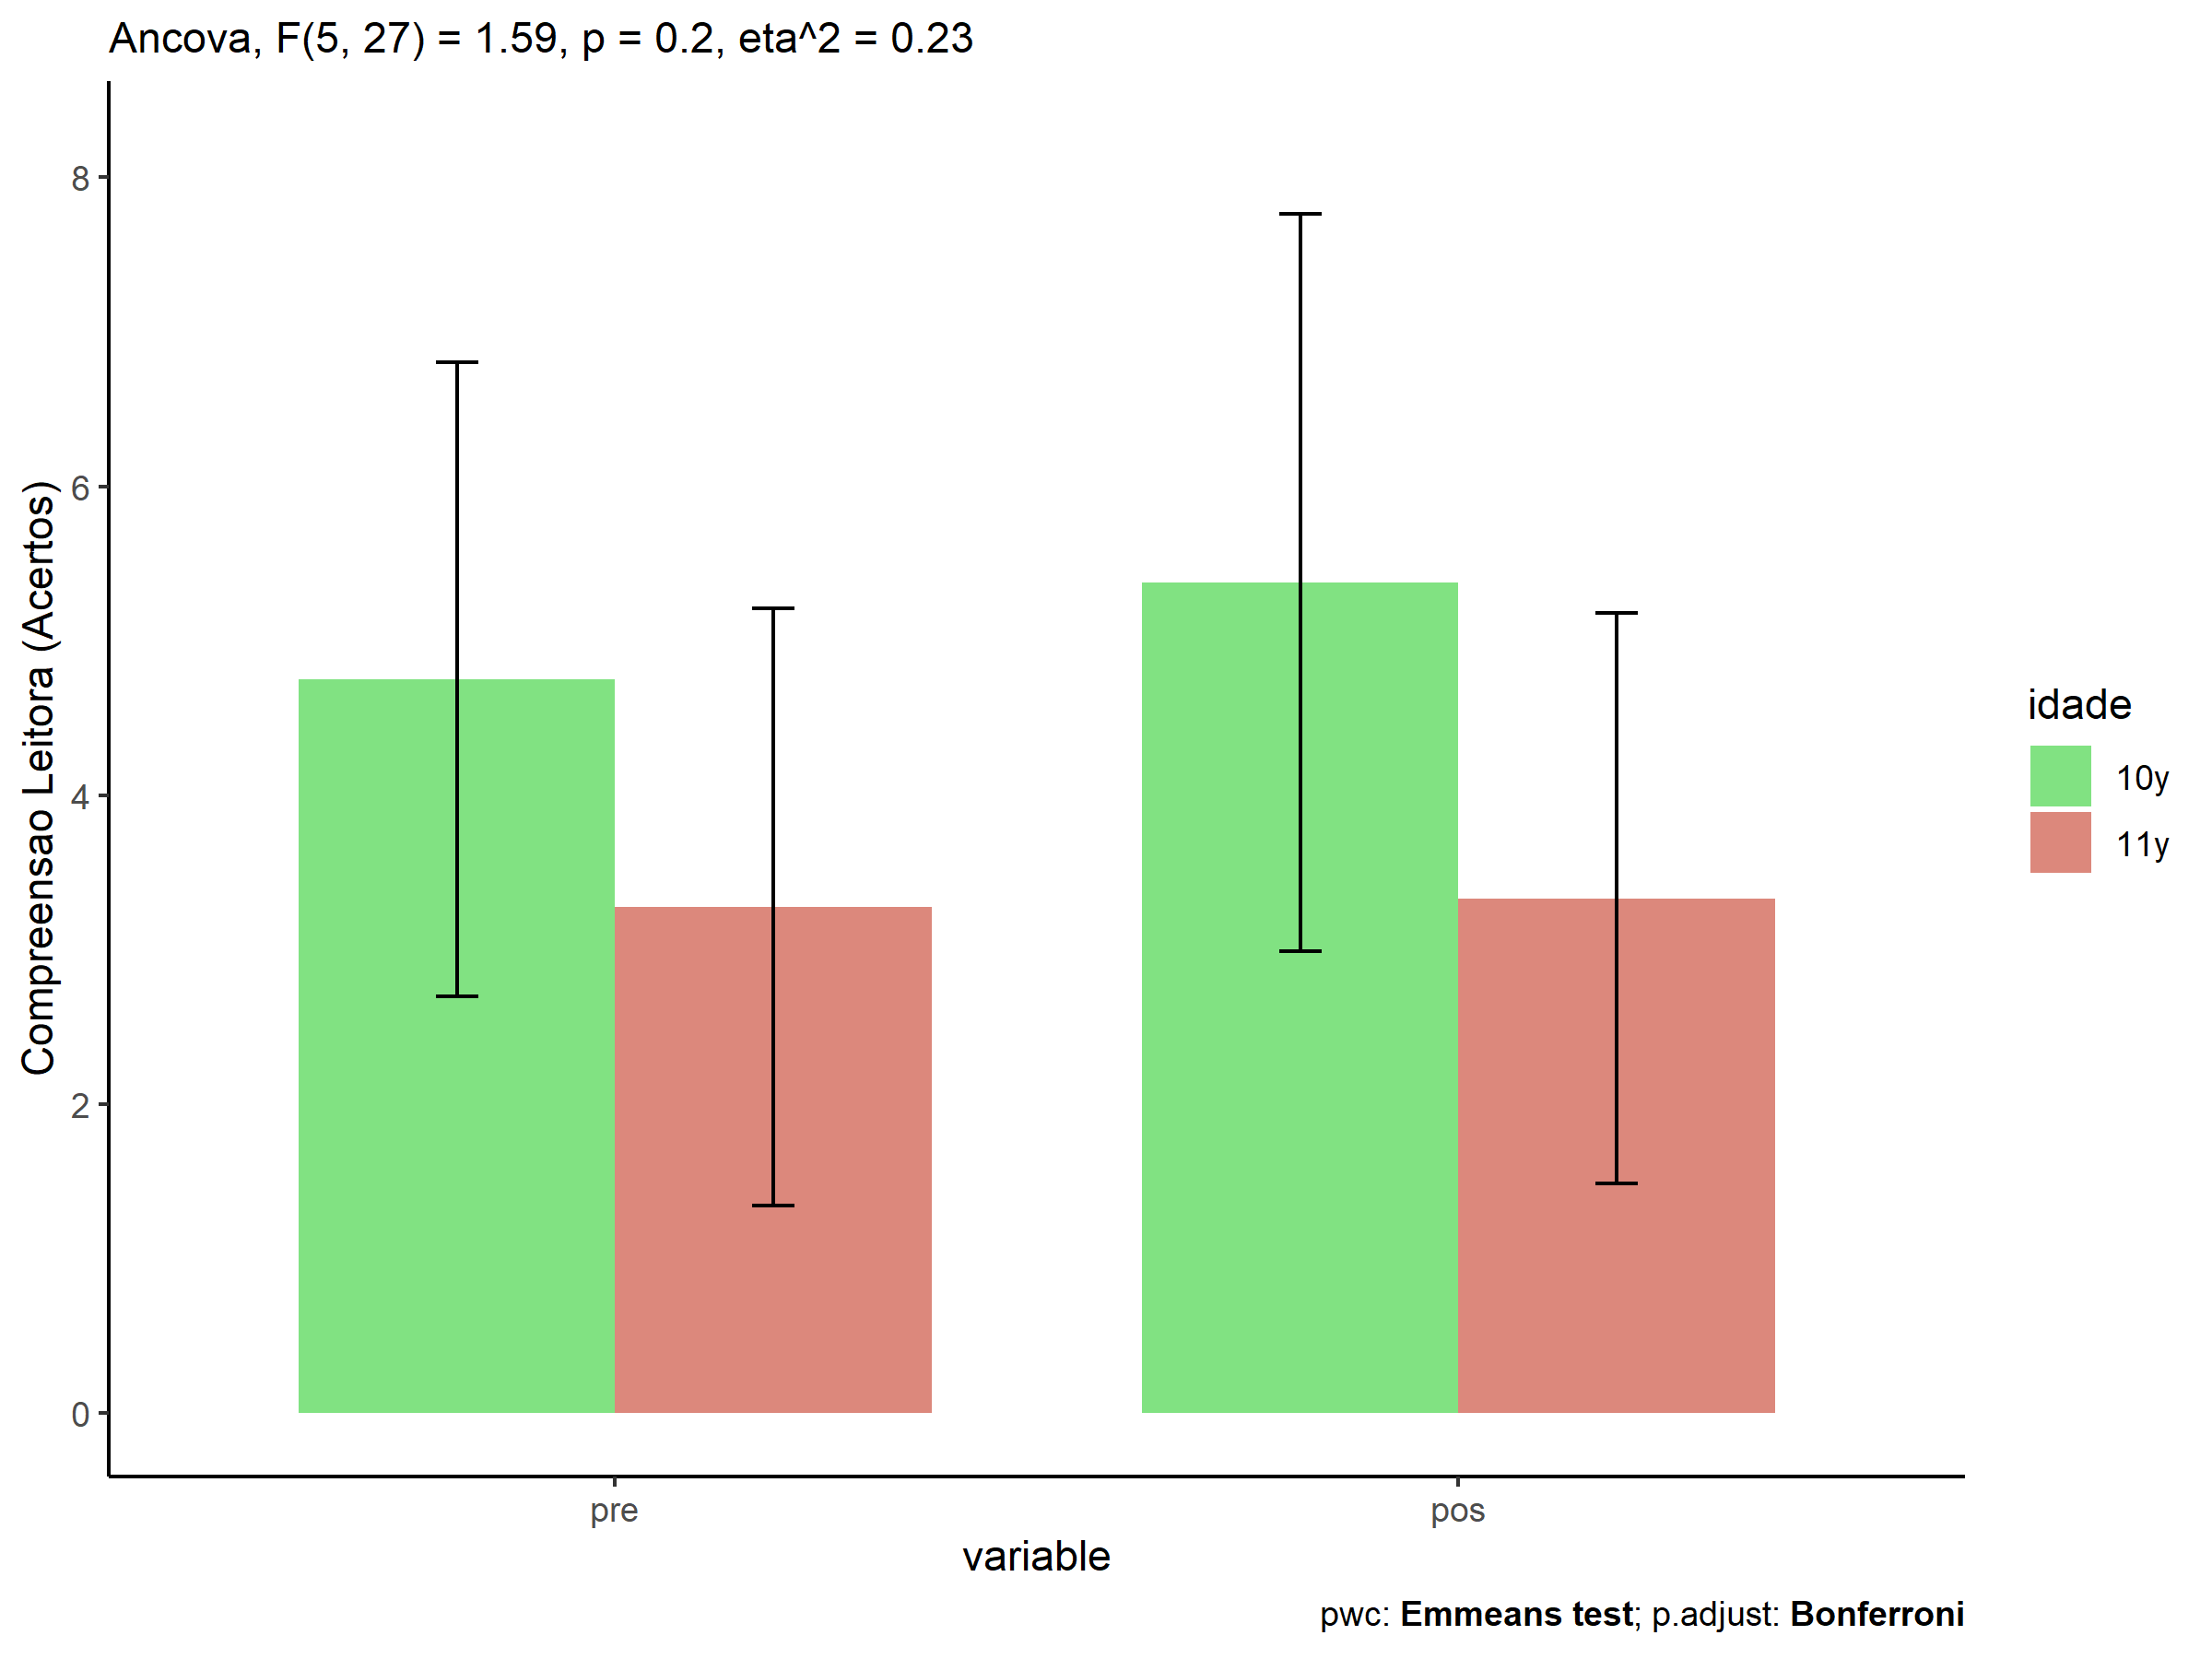 Ancova, F(5, 27) = 1.59, p = 0.2, eta^2 = 0.23
Compreensao Leitora (Acertos)
8
6
4
2
0
pre
pos
variable
idade
10y
11y
pwc: Emmeans test; p.adjust: Bonferroni